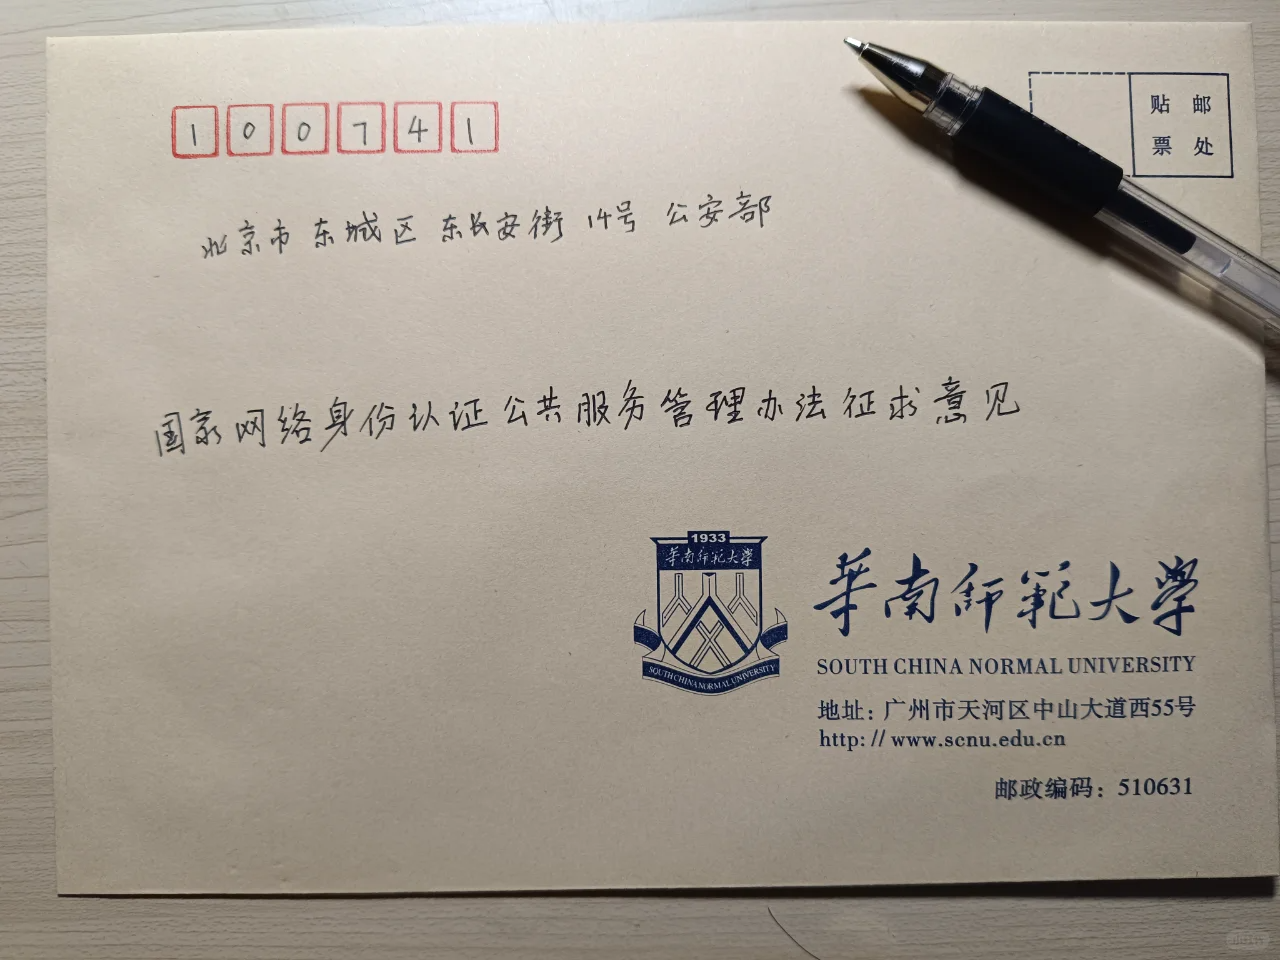 100741
贴 邮
票 处
北京市 东城区 东长安街 14号 公安部
国家网络身份认证公共服务管理办法征求意见
1933
華南師範大學
SOUTH CHINA NORMAL UNIVERSITY
華南師範大學
SOUTH CHINA NORMAL UNIVERSITY
地址：广州市天河区中山大道西55号
http: // www.scnu.edu.cn
邮政编码：510631